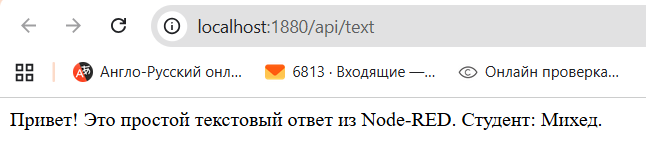 localhost:1880/api/text
Англо-Русский онл... 6813 · Входящие —... Онлайн проверка...
Привет! Это простой текстовый ответ из Node-RED. Студент: Михед.